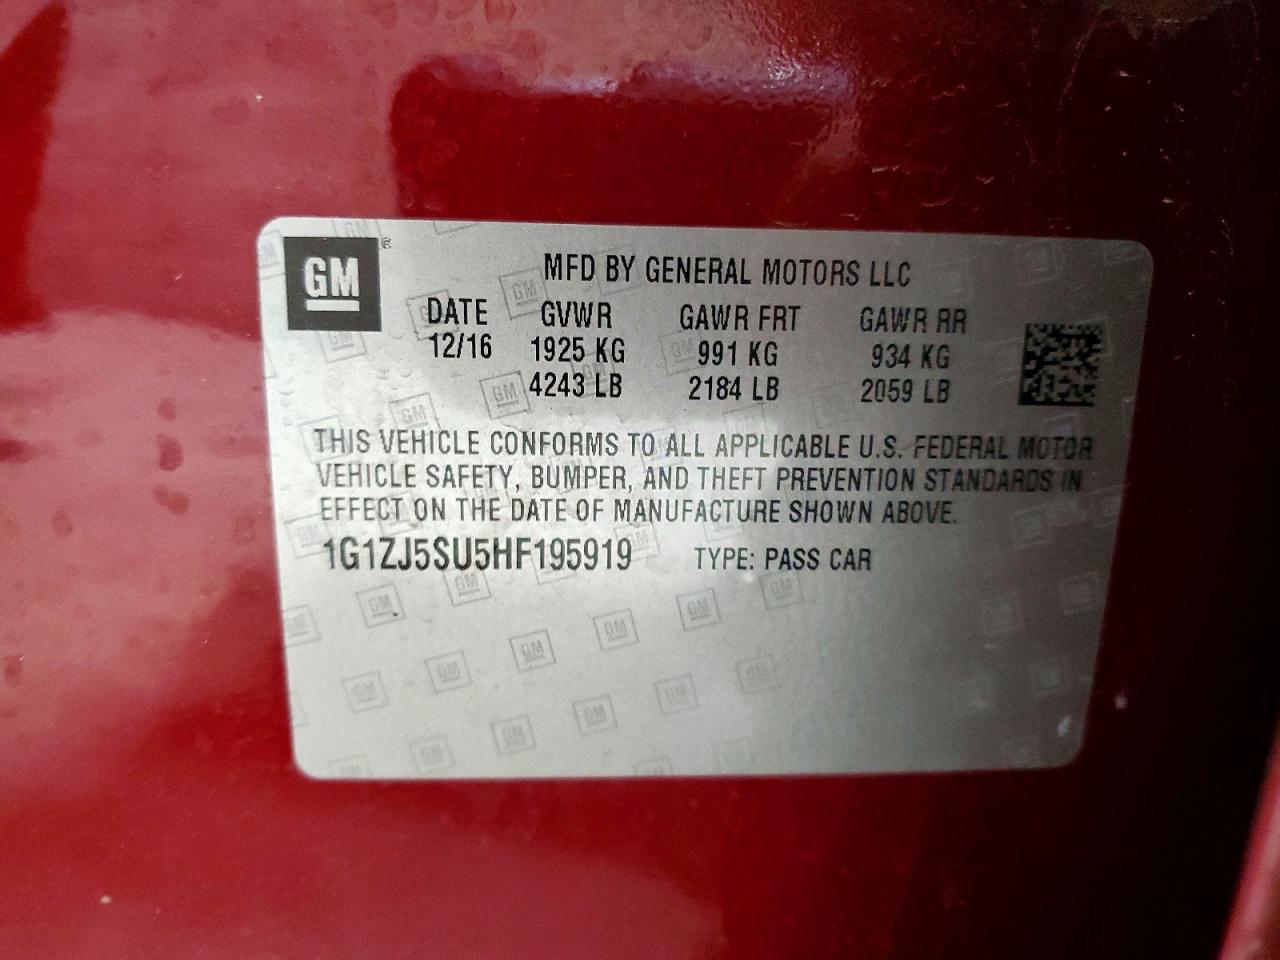 GM
MFD BY GENERAL MOTORS LLC
DATE GVWR GAWR FRT GAWR RR
12/16 1925 KG 991 KG 934 KG
4243 LB 2184 LB 2059 LB
THIS VEHICLE CONFORMS TO ALL APPLICABLE U.S. FEDERAL MOTOR
VEHICLE SAFETY, BUMPER, AND THEFT PREVENTION STANDARDS IN
EFFECT ON THE DATE OF MANUFACTURE SHOWN ABOVE.
1G1ZJ5SU5HF195919 TYPE: PASS CAR